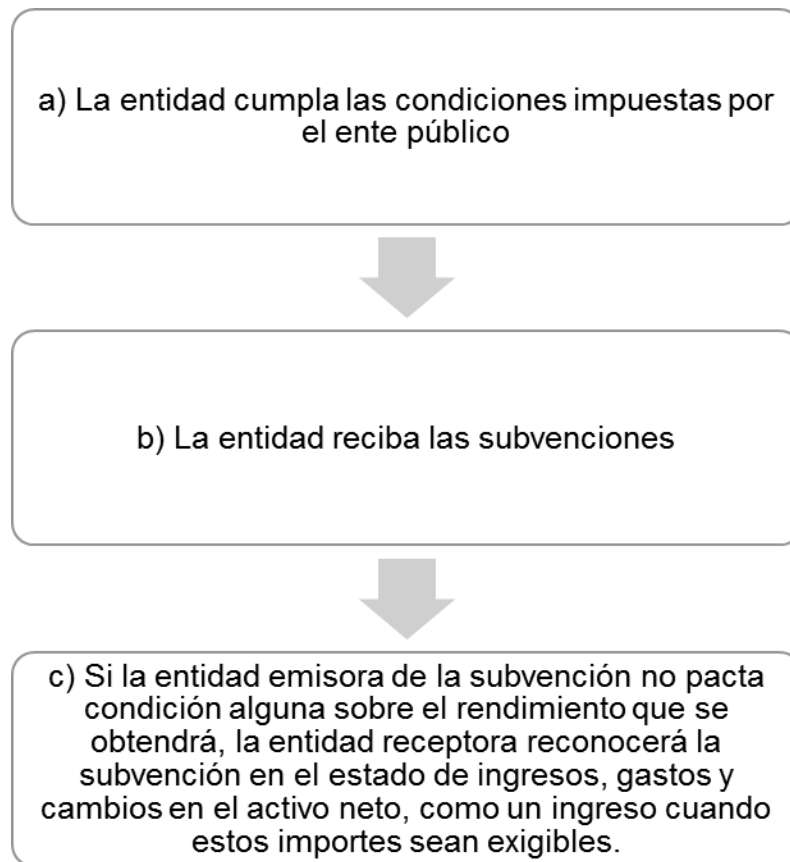 a) La entidad cumpla las condiciones impuestas por
el ente público
b) La entidad reciba las subvenciones
c) Si la entidad emisora de la subvención no pacta
condición alguna sobre el rendimiento que se
obtendrá, la entidad receptora reconocerá la
subvención en el estado de ingresos, gastos y
cambios en el activo neto, como un ingreso cuando
estos importes sean exigibles.